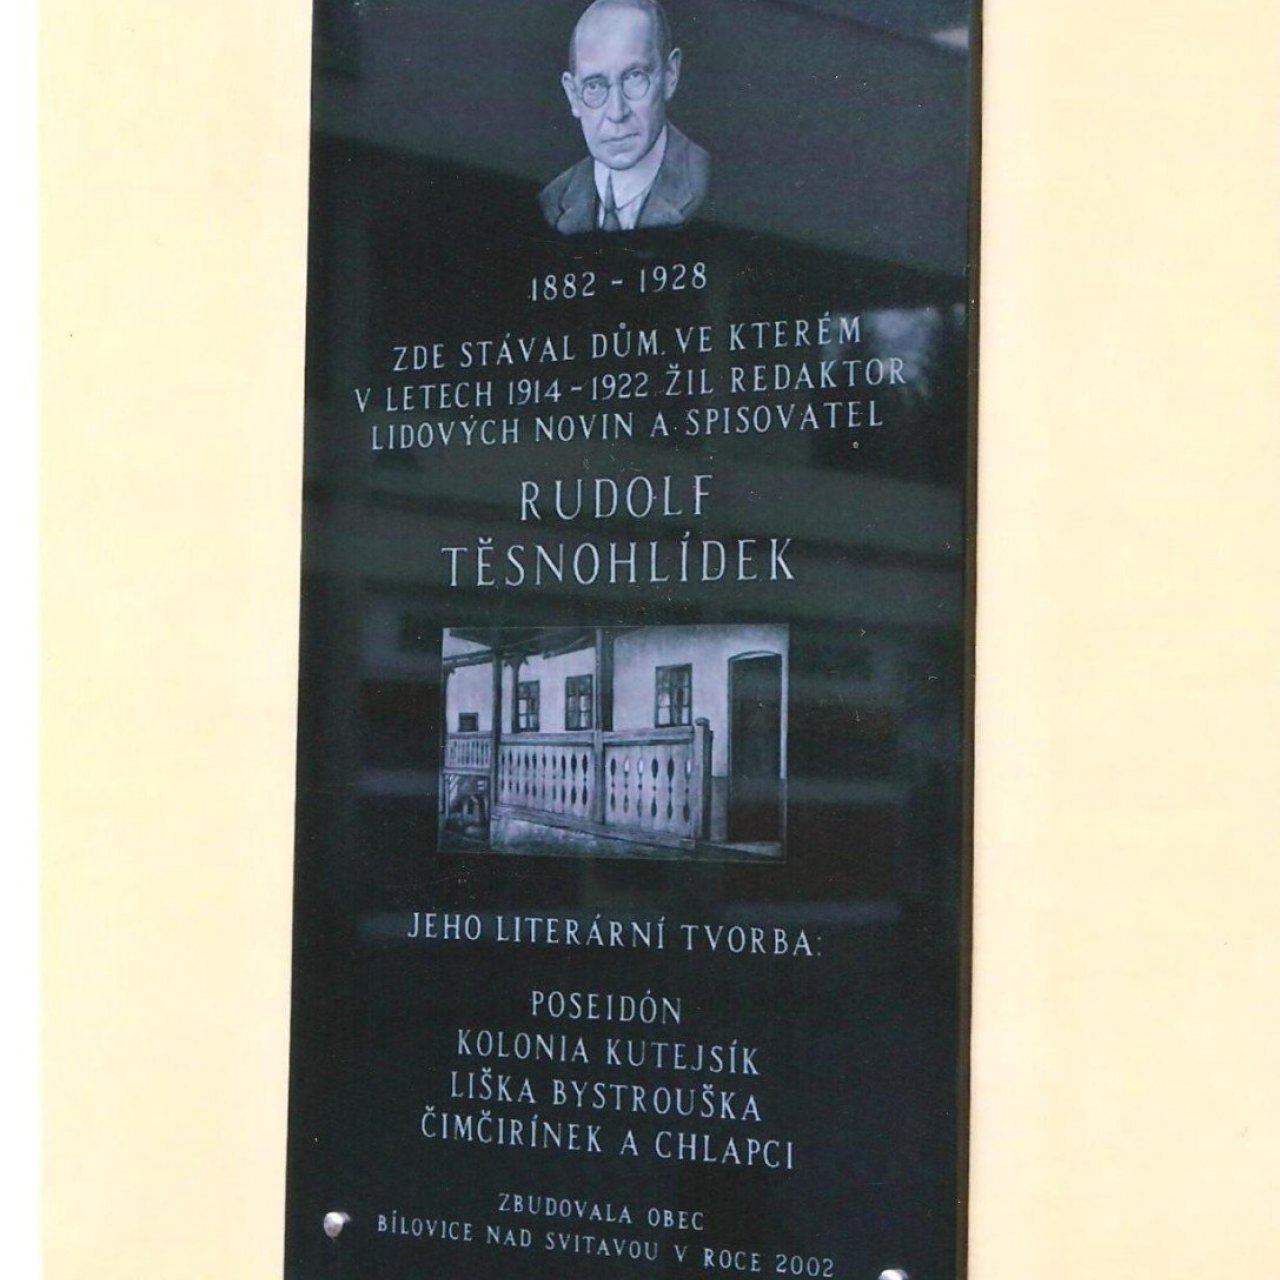 1882 - 1928
ZDE STÁVAL DŮM, VE KTERÉM
V LETECH 1914 - 1922 ŽIL REDAKTOR
LIDOVÝCH NOVIN A SPISOVATEL
RUDOLF
TĚSNOHLÍDEK
JEHO LITERÁRNÍ TVORBA:
POSEIDÓN
KOLONIA KUTEJSÍK
LIŠKA BYSTROUŠKA
ČIMČIRÍNEK A CHLAPCI
ZBUDOVALA OBEC
BÍLOVICE NAD SVITAVOU V ROCE 2002